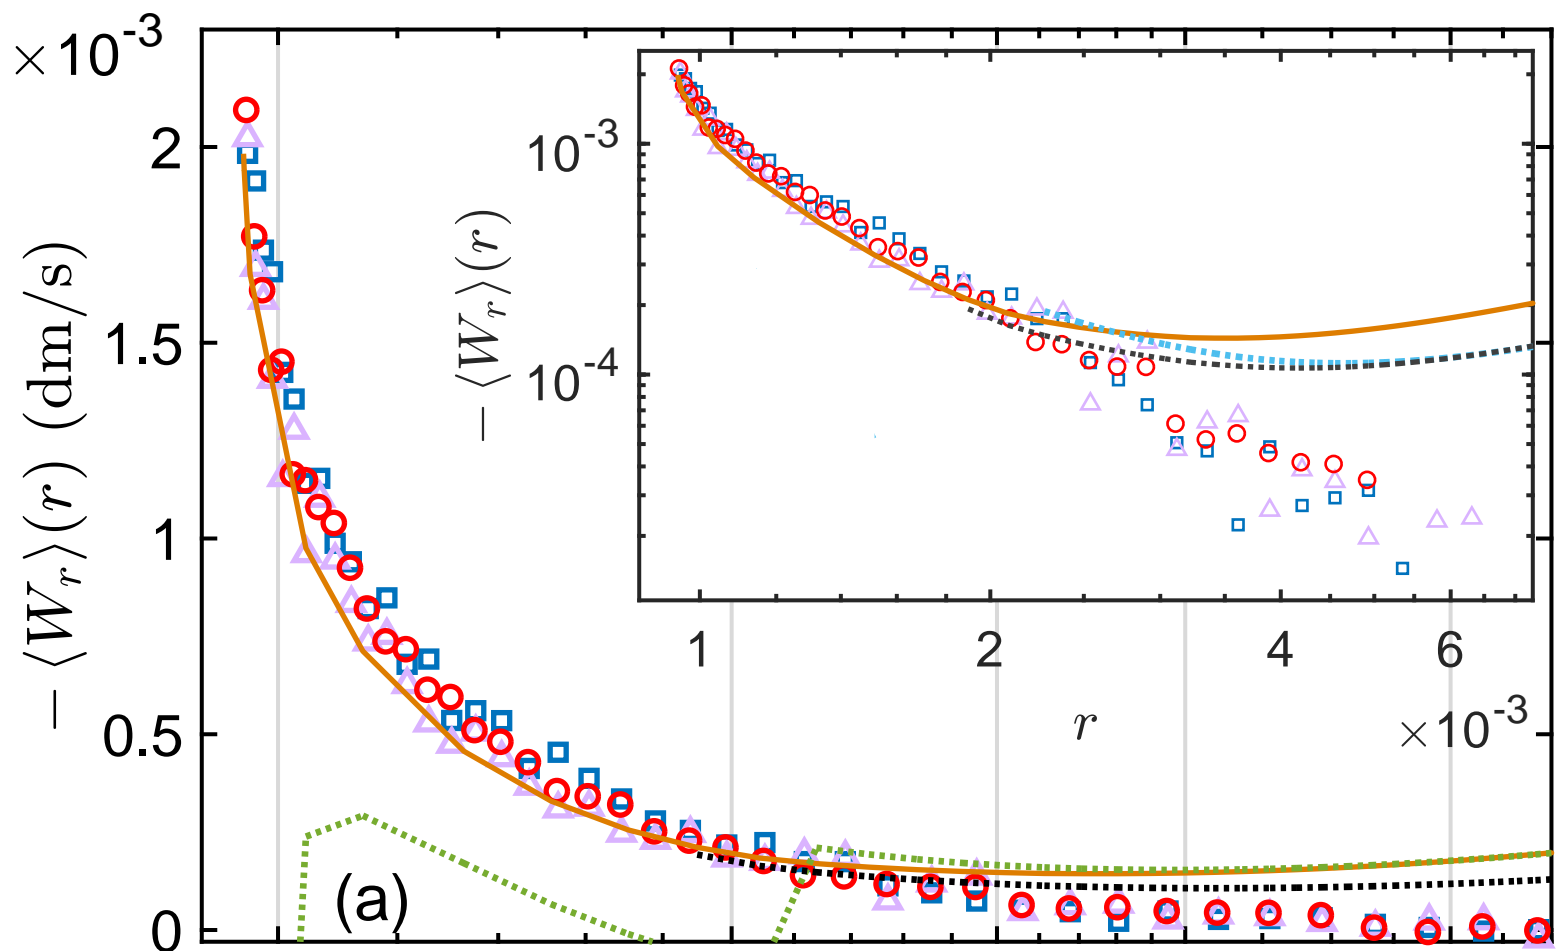 ×10⁻³
− ⟨W_r⟩(r) (dm/s)
2
1.5
1
0.5
0
(a)
− ⟨W_r⟩(r)
10⁻³
10⁻⁴
1 2 4 6
r
×10⁻³